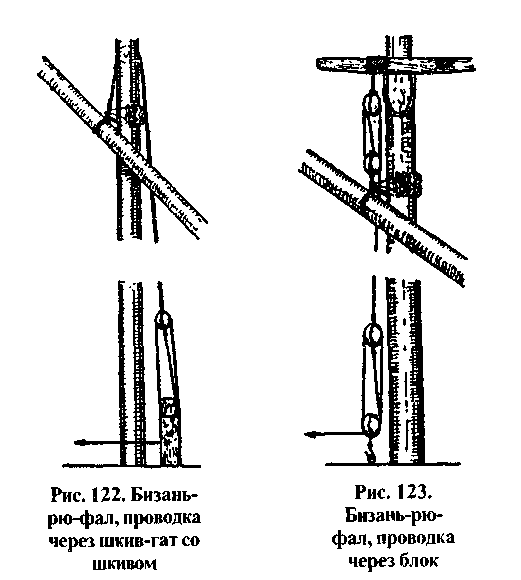 Рис. 122. Бизань-
рю-фал, проводка
через шкив-гат со
шкивом
Рис. 123.
Бизань-рю-
фал, проводка
через блок